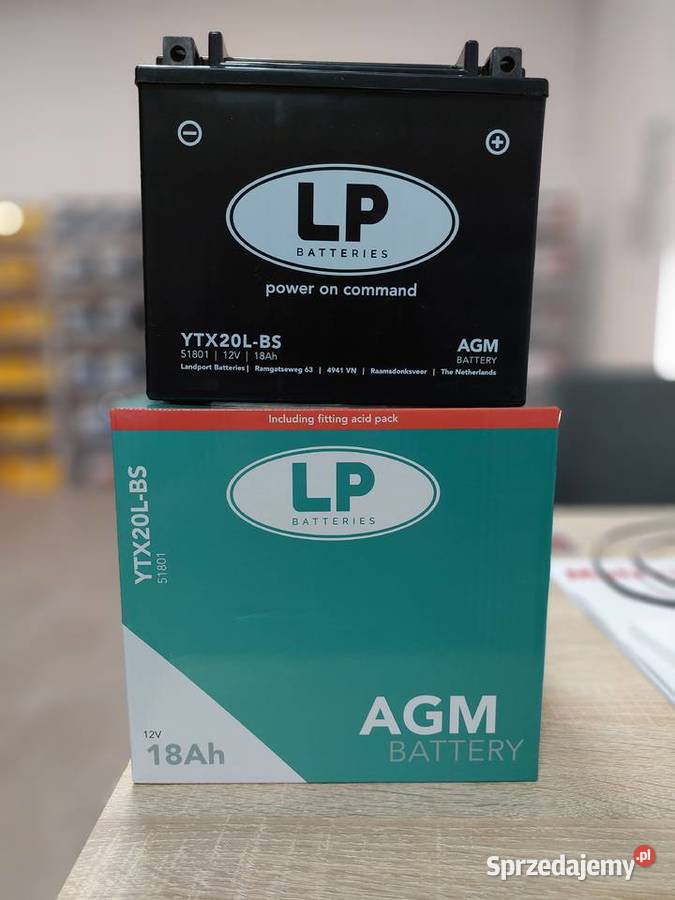 LP
BATTERIES
power on command
YTX20L-BS
51801 | 12V | 18Ah
AGM
BATTERY
Landport Batteries | Ramgatseweg 63 | 4941 VN | Raamsdonksveer | The Netherlands
Including fitting acid pack
LP
BATTERIES
YTX20L-BS
51801
12V
18Ah
AGM
BATTERY
Sprzedajemy.pl